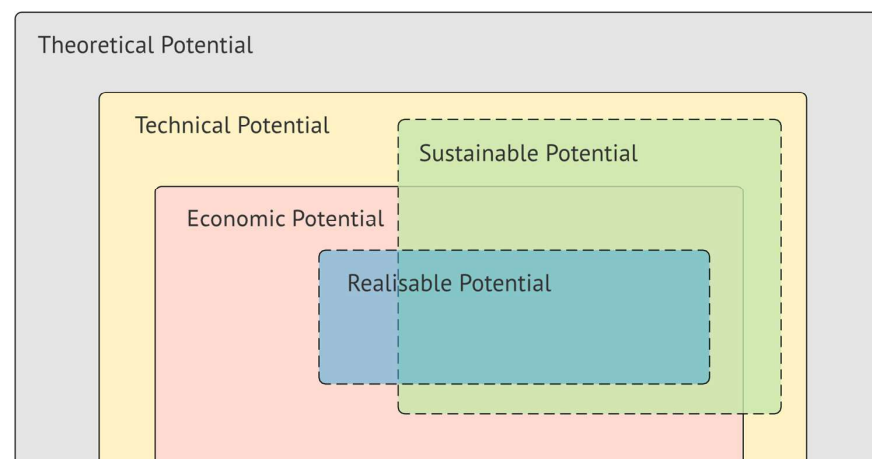 Theoretical Potential
Technical Potential
Sustainable Potential
Economic Potential
Realisable Potential